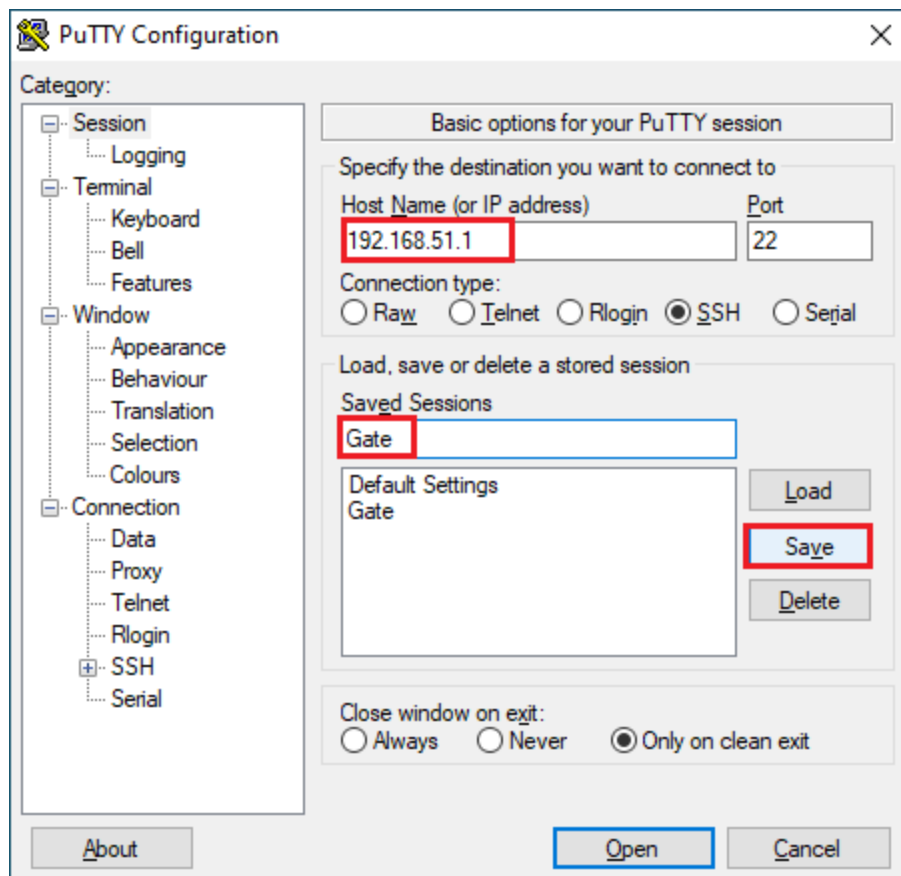 PuTTY Configuration
Category:
Session
Logging
Terminal
Keyboard
Bell
Features
Window
Appearance
Behaviour
Translation
Selection
Colours
Connection
Data
Proxy
Telnet
Rlogin
SSH
Serial
Basic options for your PuTTY session
Specify the destination you want to connect to
Host Name (or IP address) Port
192.168.51.1 22
Connection type:
Raw Telnet Rlogin SSH Serial
Load, save or delete a stored session
Saved Sessions
Gate
Default Settings
Gate
Load
Save
Delete
Close window on exit:
Always Never Only on clean exit
About Open Cancel